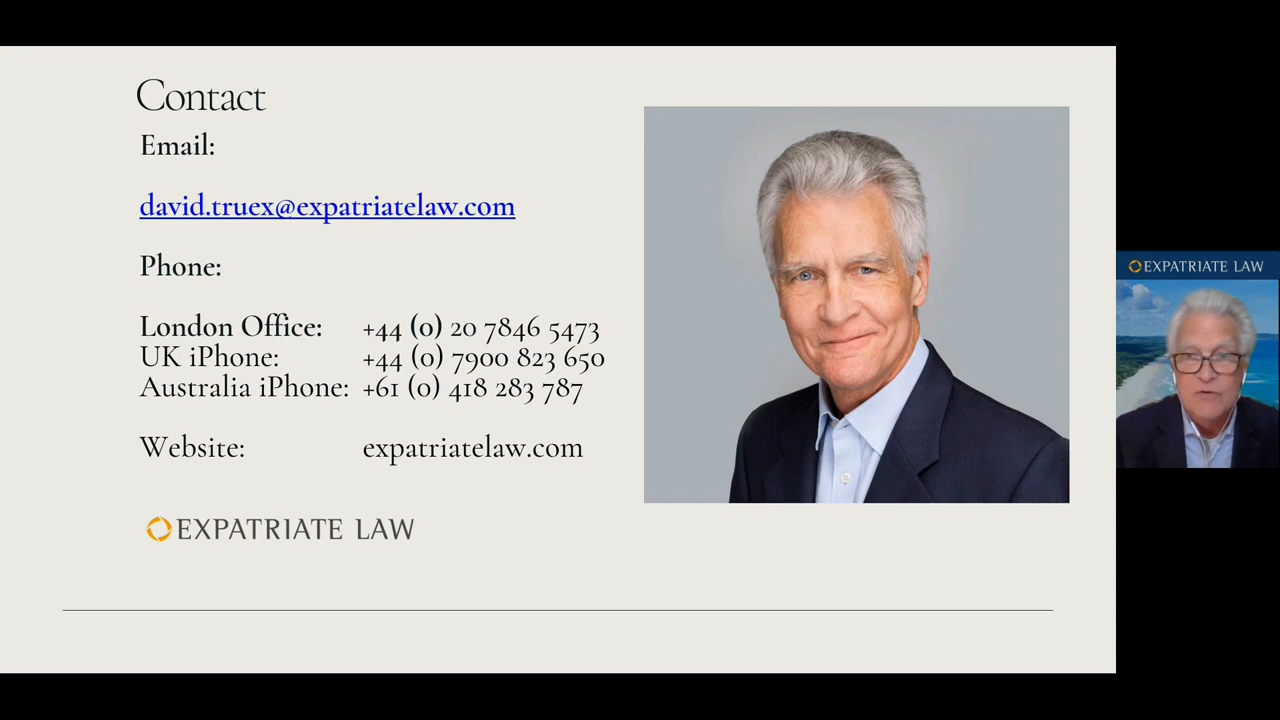 Contact
Email:
david.truex@expatriatelaw.com
Phone:
London Office: +44 (0) 20 7846 5473
UK iPhone: +44 (0) 7900 823 650
Australia iPhone: +61 (0) 418 283 787
Website: expatriatelaw.com
EXPATRIATE LAW
EXPATRIATE LAW